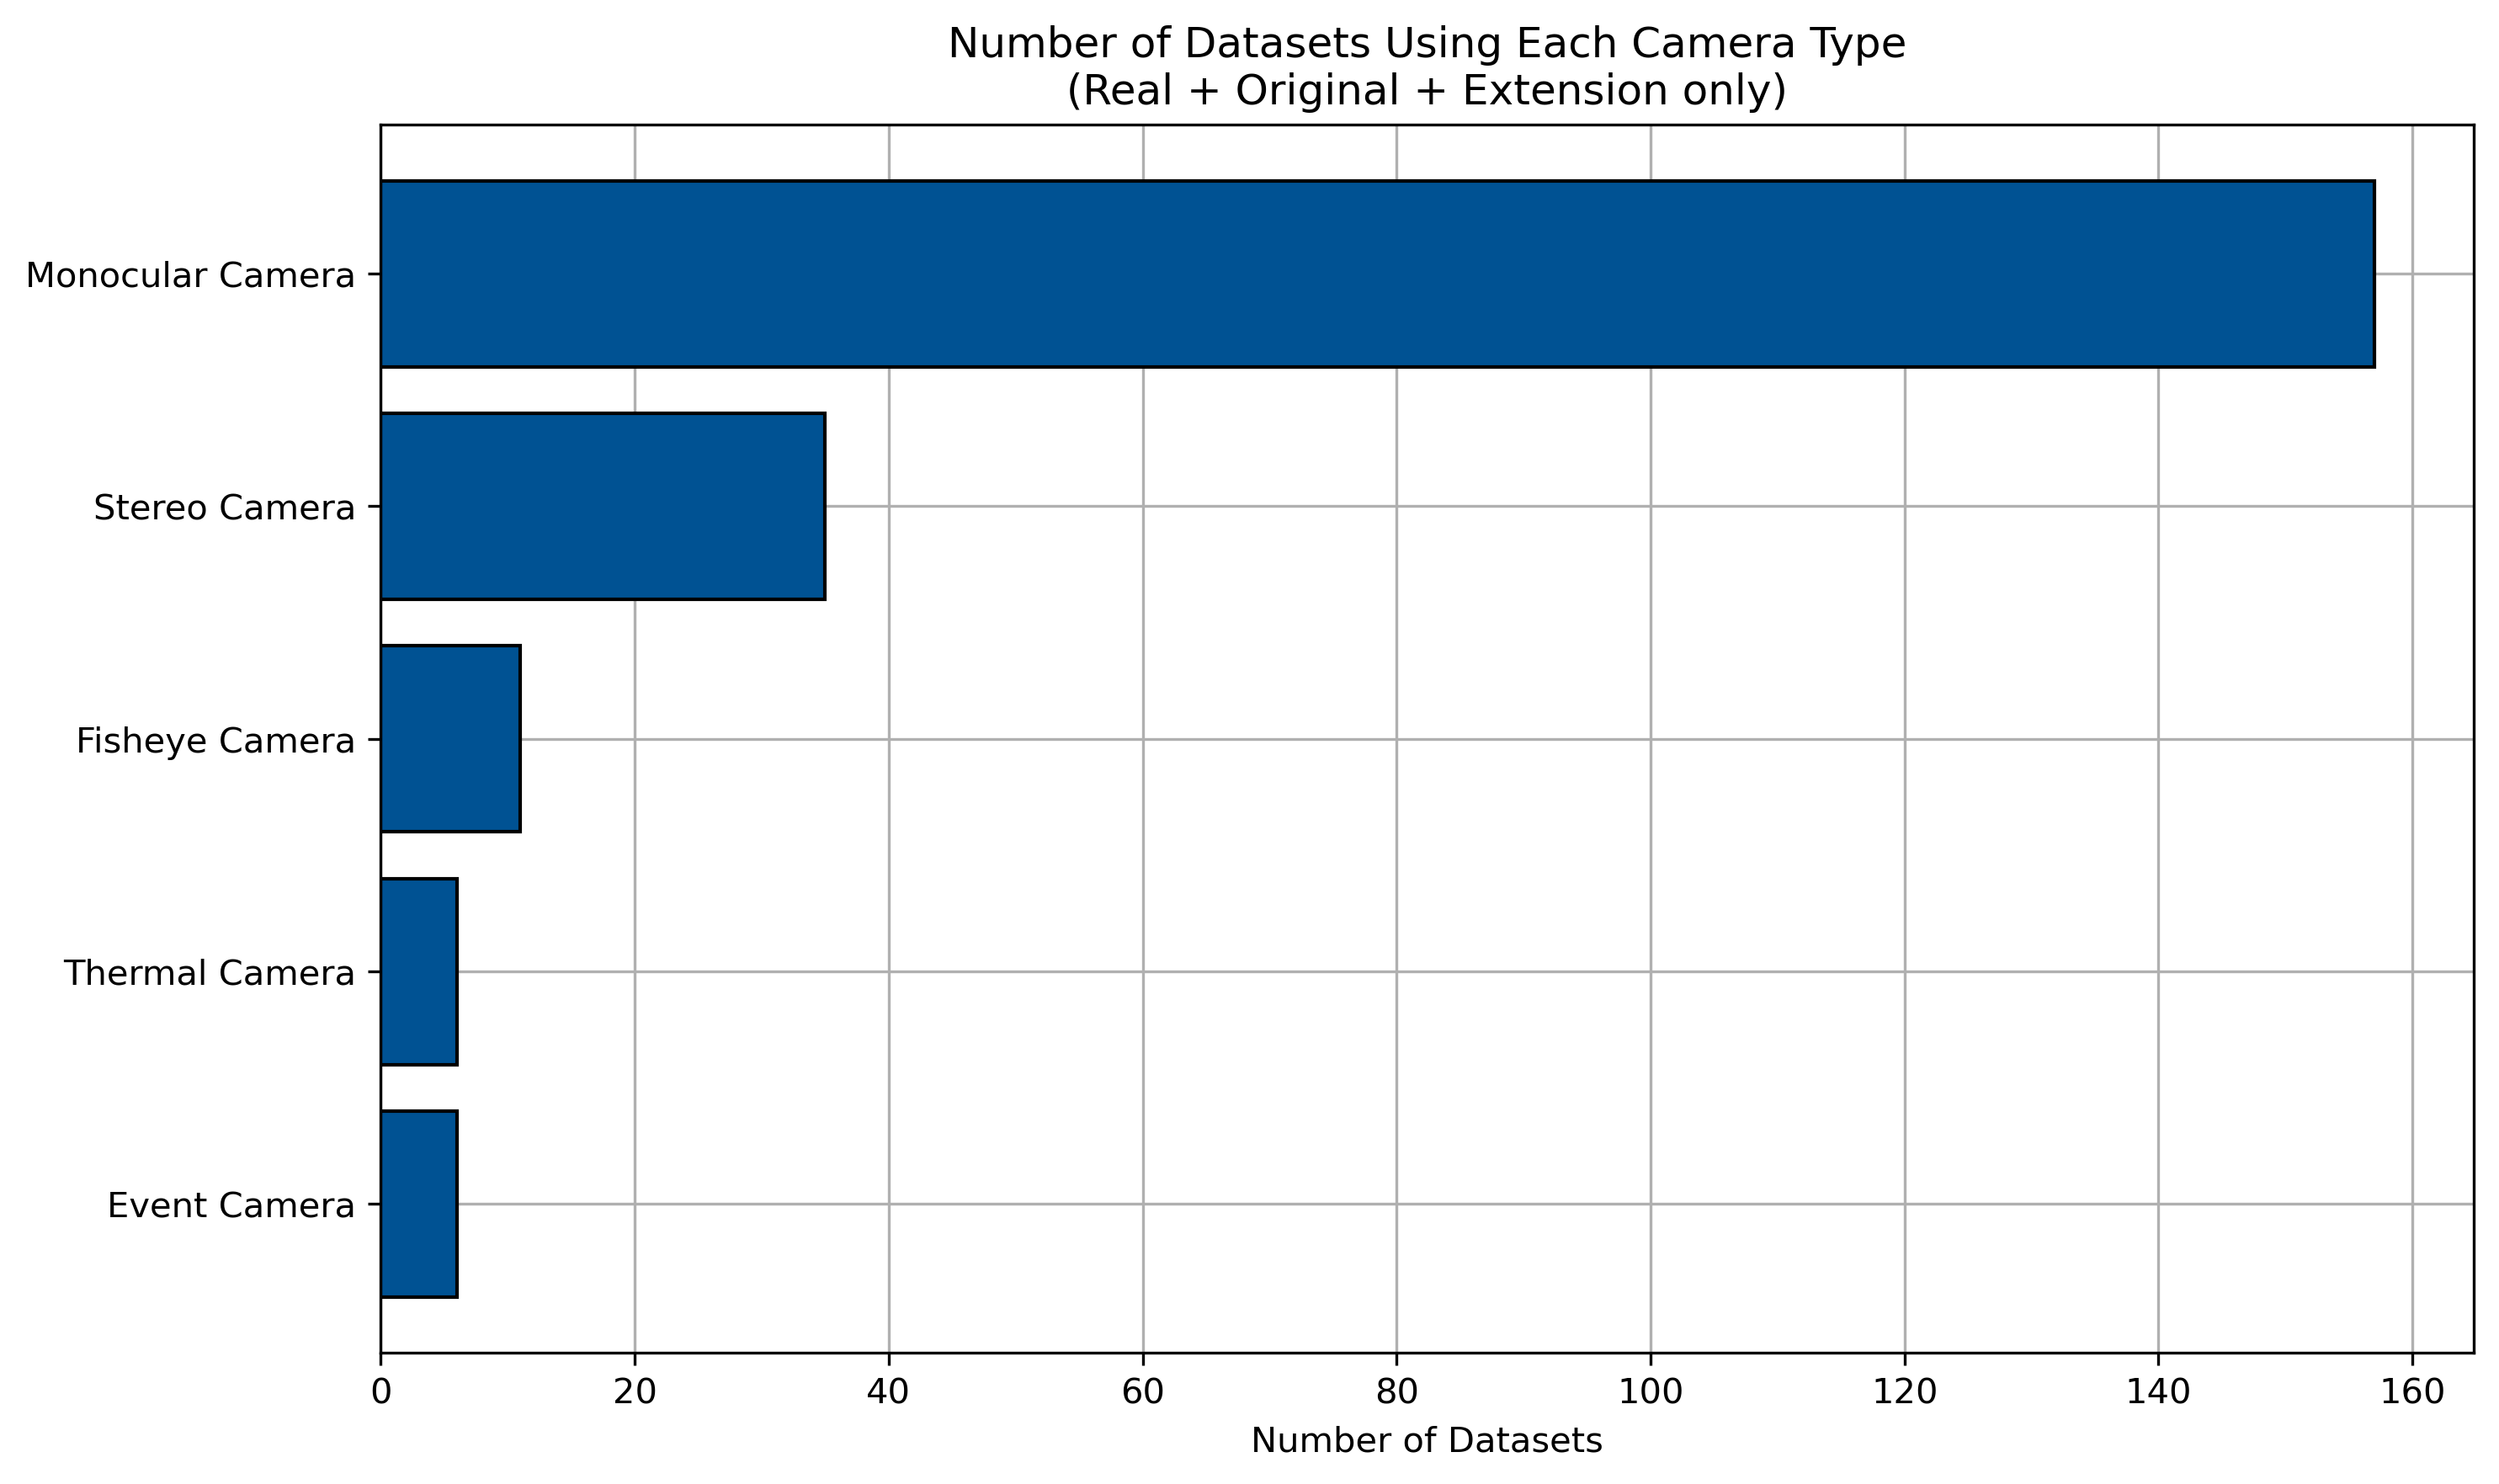 Number of Datasets Using Each Camera Type
(Real + Original + Extension only)
Monocular Camera
Stereo Camera
Fisheye Camera
Thermal Camera
Event Camera
0 20 40 60 80 100 120 140 160
Number of Datasets